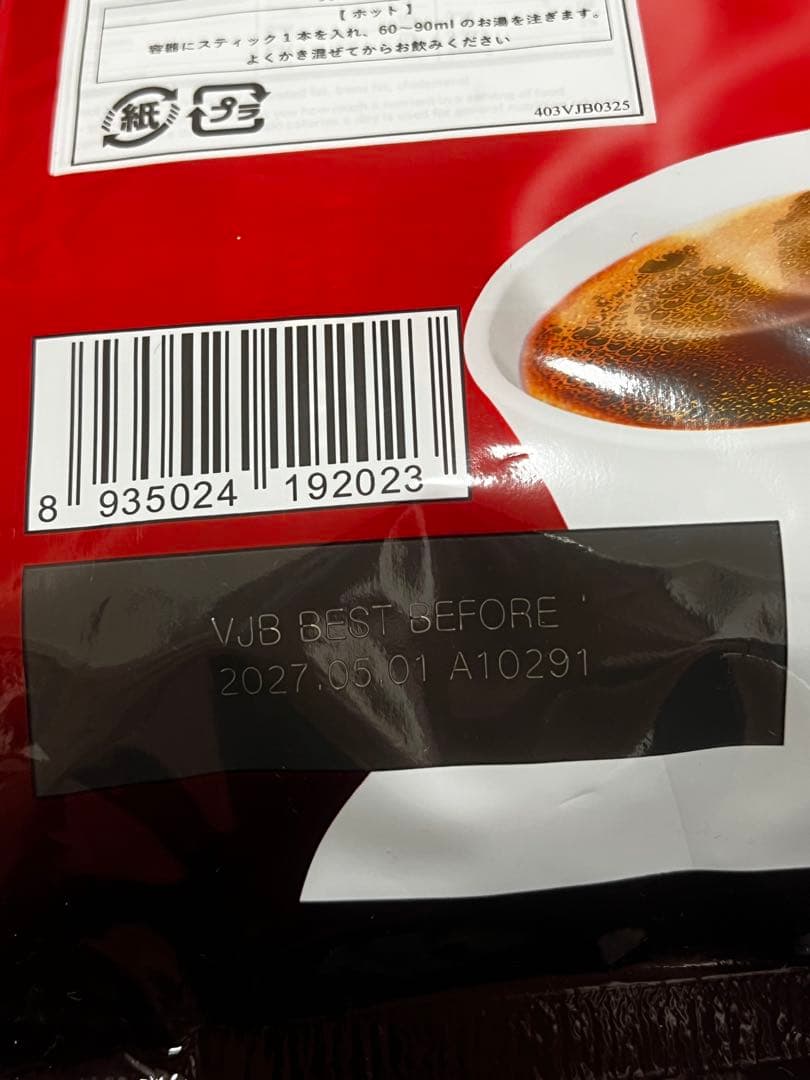 【 ホット 】
容器にスティック1本を入れ、60〜90mlのお湯を注ぎます。
よくかき混ぜてからお飲みください
紙 プラ
403VJB0325
8 935024 192023
VJB BEST BEFORE
2027.05.01 A10291